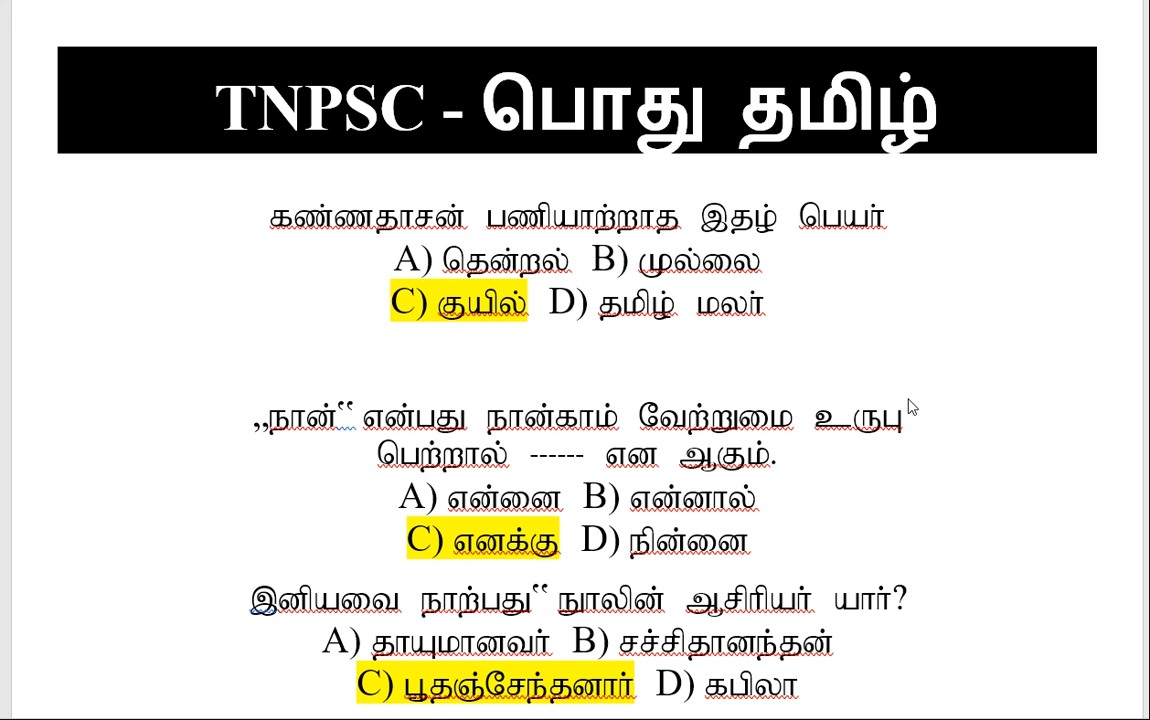 TNPSC - பொது தமிழ்
கண்ணதாசன் பணியாற்றாத இதழ் பெயர்
A) தென்றல் B) முல்லை
C) குயில் D) தமிழ் மலர்
„நான்‟ என்பது நான்காம் வேற்றுமை உருபு
பெற்றால் ------ என ஆகும்.
A) என்னை B) என்னால்
C) எனக்கு D) நின்னை
இனியவை நாற்பது‟ நுாலின் ஆசிரியர் யார்?
A) தாயுமானவர் B) சச்சிதானந்தன்
C) பூதஞ்சேந்தனார் D) கபிலா